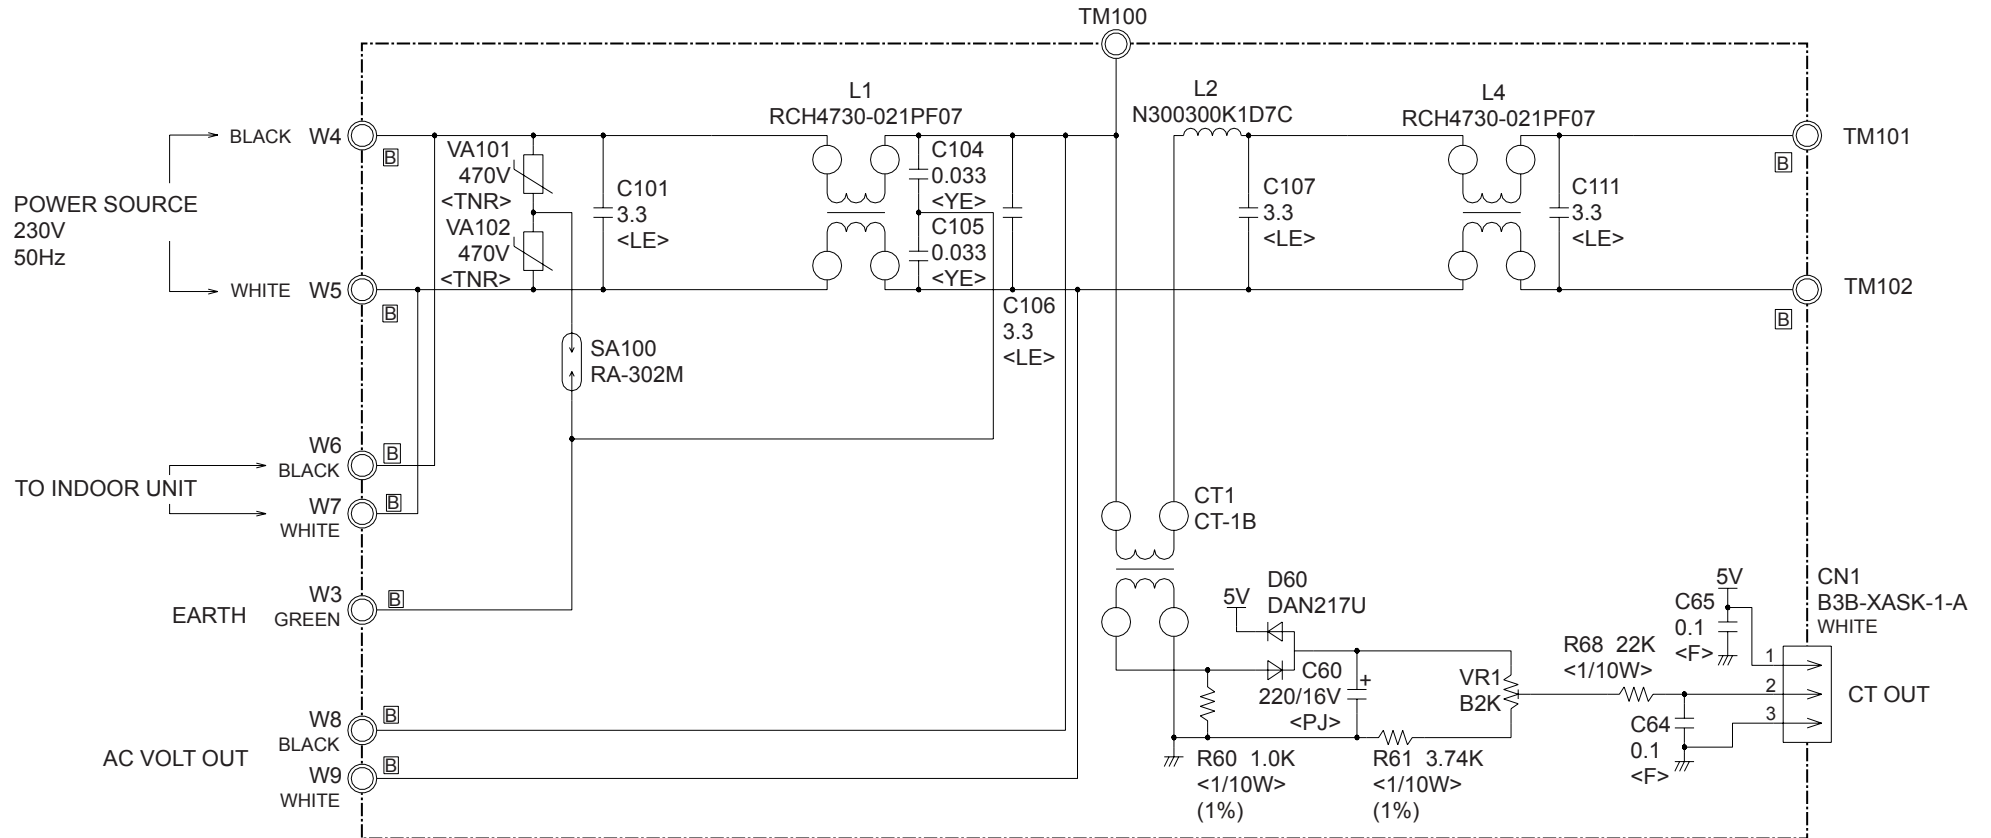 TM100
L1
RCH4730-021PF07
L2
N300300K1D7C
L4
RCH4730-021PF07
BLACK W4
B
VA101
470V
<TNR>
VA102
470V
<TNR>
C101
3.3
<LE>
C104
0.033
<YE>
C105
0.033
<YE>
C106
3.3
<LE>
C107
3.3
<LE>
C111
3.3
<LE>
TM101
B
POWER SOURCE
230V
50Hz
WHITE W5
B
TM102
B
SA100
RA-302M
TO INDOOR UNIT
W6
BLACK
B
W7
WHITE
B
CT1
CT-1B
EARTH
W3
GREEN
B
5V
D60
DAN217U
C60
220/16V
+
<PJ>
VR1
B2K
R68 22K
<1/10W>
5V
C65
0.1
<F>
CN1
B3B-XASK-1-A
WHITE
1
2
3
CT OUT
C64
0.1
<F>
AC VOLT OUT
W8
BLACK
B
W9
WHITE
B
R60 1.0K
<1/10W>
(1%)
R61 3.74K
<1/10W>
(1%)